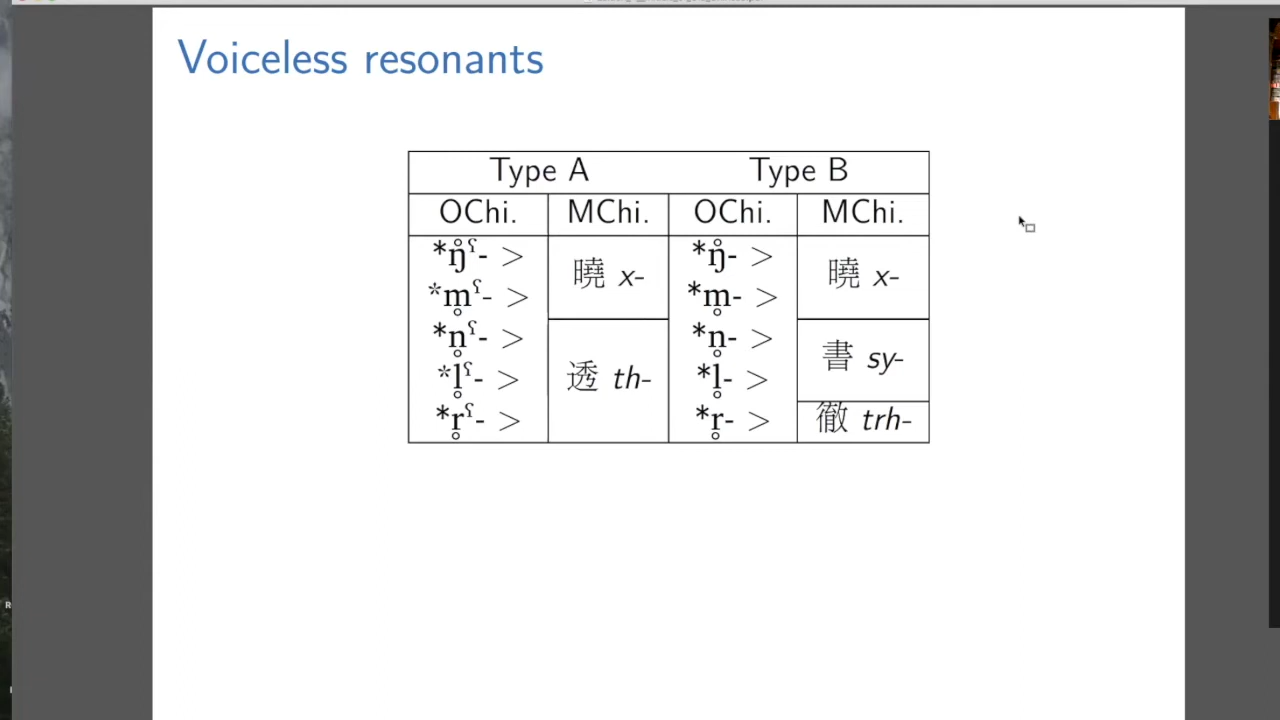 Voiceless resonants
Type A Type B
OChi. MChi. OChi. MChi.
*ŋ̊ˤ- > 曉 x- *ŋ̊- > 曉 x-
*m̥ˤ- > *m̥- >
*n̥ˤ- > 透 th- *n̥- > 書 sy-
*l̥ˤ- > *l̥- >
*r̥ˤ- > *r̥- > 徹 trh-